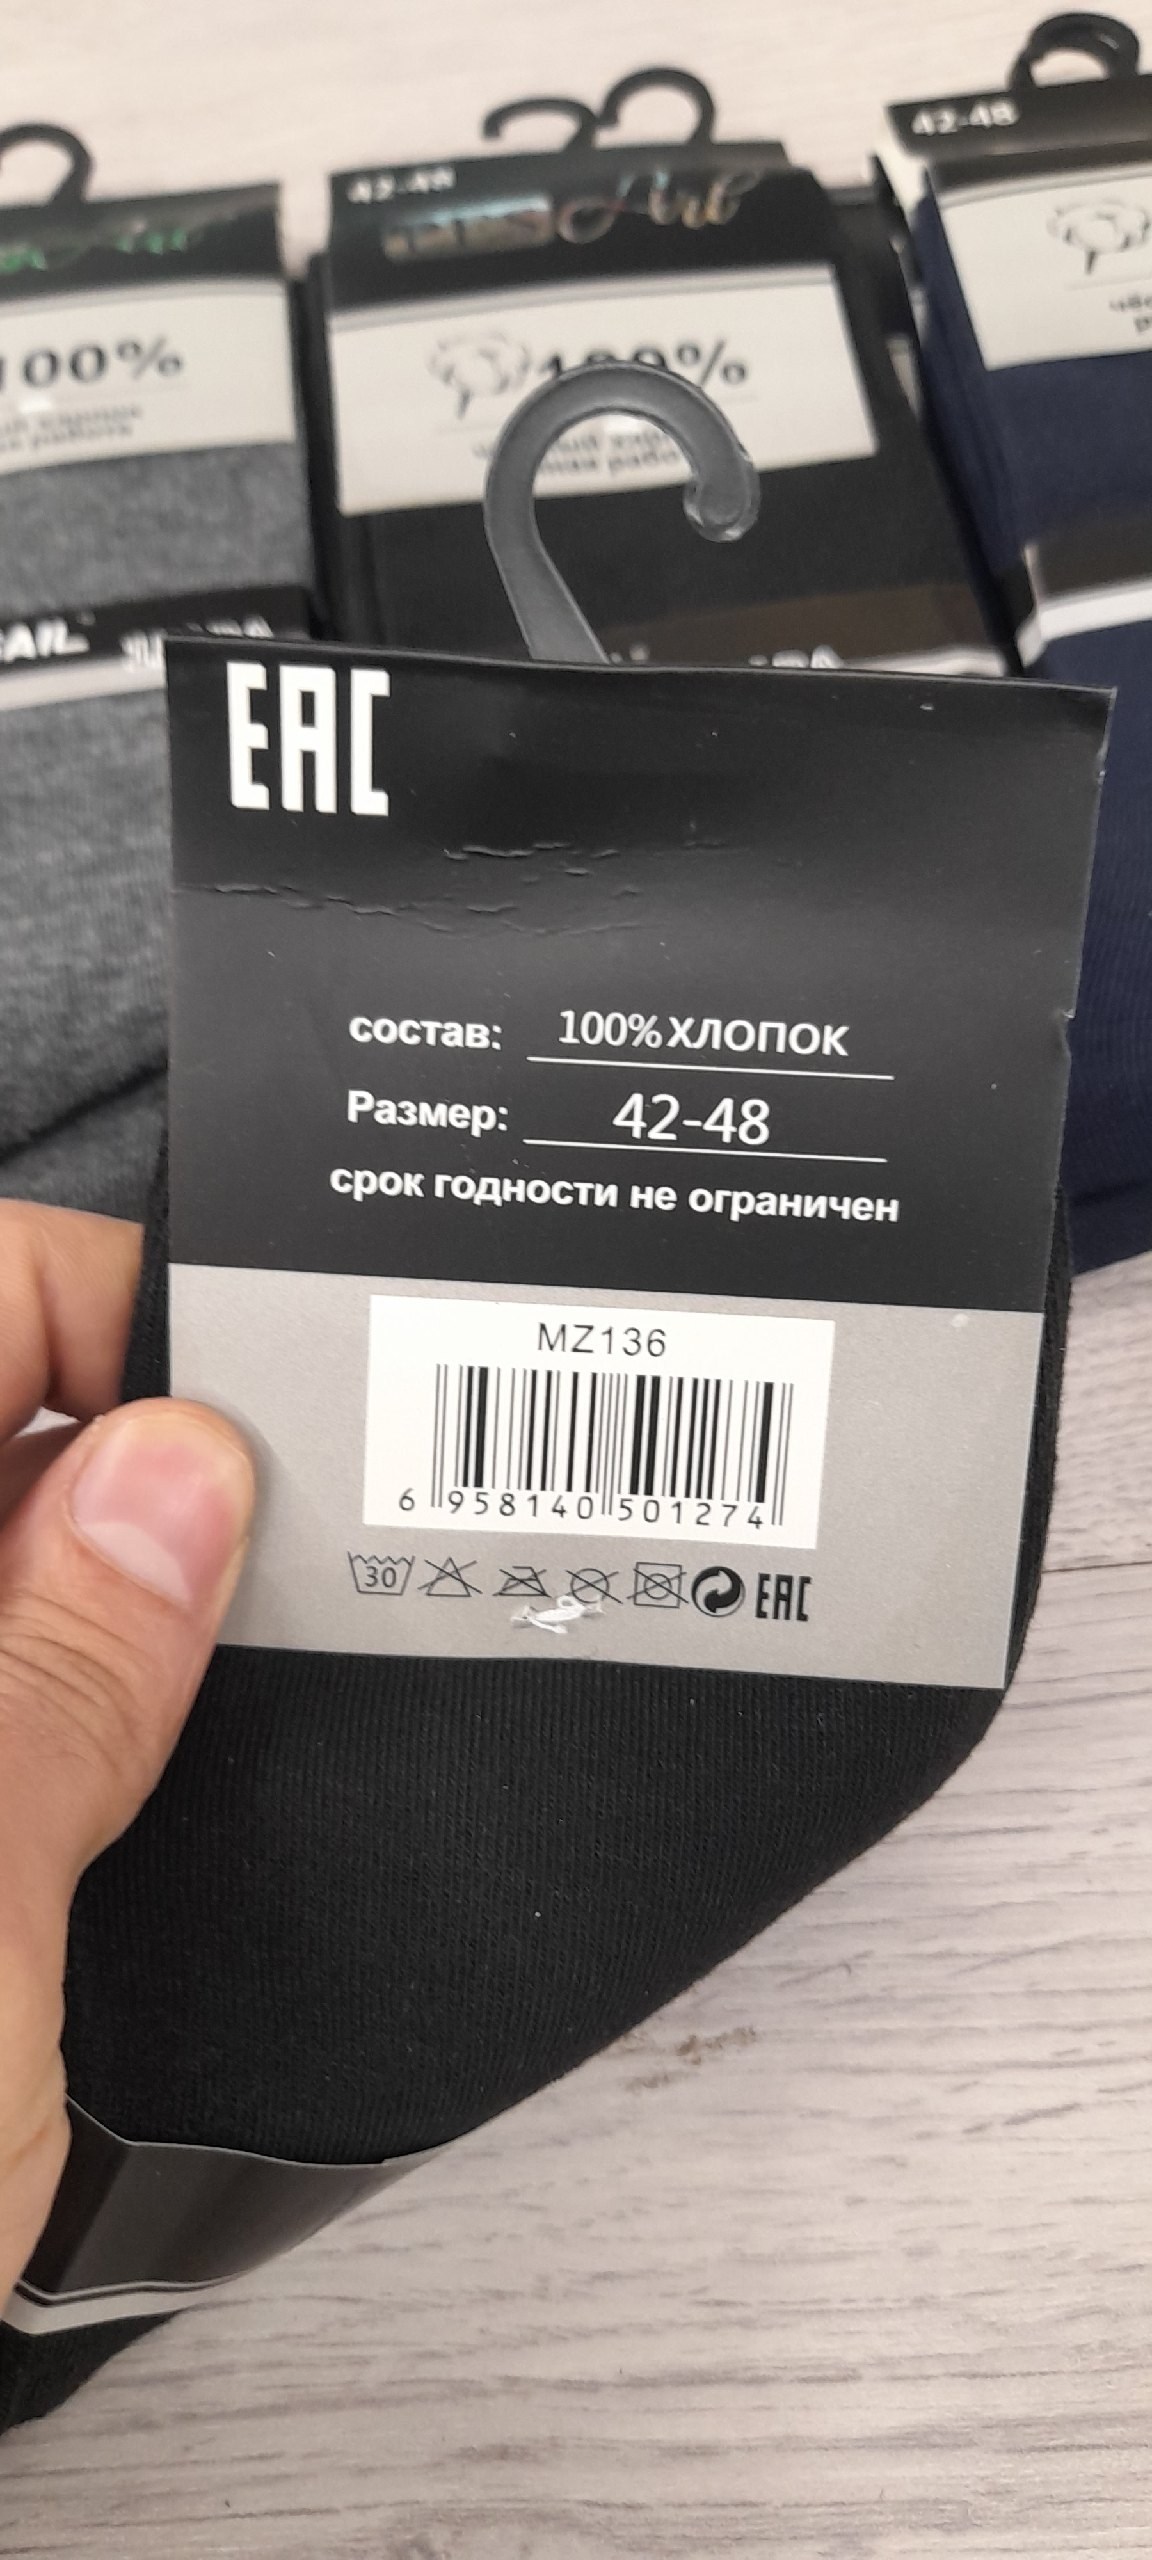 42-48
42-48
100%
100%
EAC
состав: 100%ХЛОПОК
Размер: 42-48
срок годности не ограничен
MZ136
6 958140 501274
30
EAC